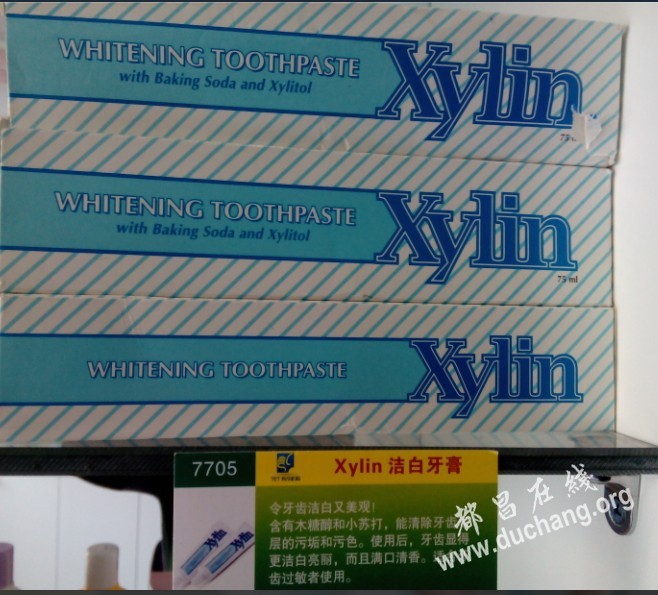 WHITENING TOOTHPASTE
with Baking Soda and Xylitol
Xylin
WHITENING TOOTHPASTE
with Baking Soda and Xylitol
Xylin
75 ml
WHITENING TOOTHPASTE
Xylin
7705
Xylin 洁白牙膏
令牙齿洁白又美观!
含有木糖醇和小苏打,能清除牙齿
层的污垢和污色。使用后,牙齿显得
更洁白亮丽,而且满口清香。
齿过敏者使用。
都昌在线
www.duchang.org